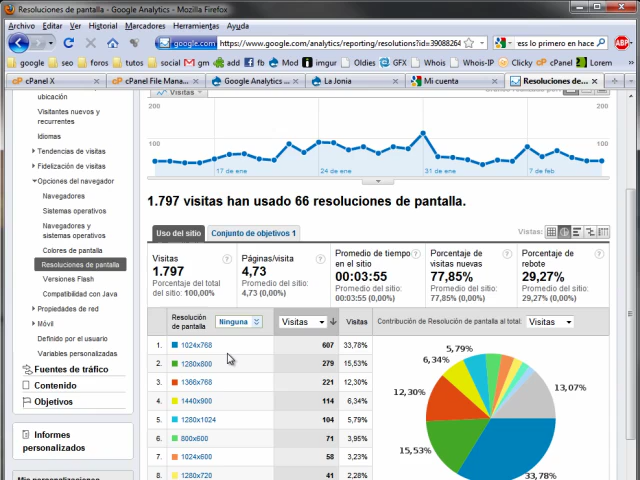 Resoluciones de pantalla - Google Analytics - Mozilla Firefox
Archivo Editar Ver Historial Marcadores Herramientas Ayuda
google.com https://www.google.com/analytics/reporting/resolutions?id=39088264
ess lo primero en hace
ABP
google seo foros tutos social gm add fb Mod imgur Oldies GFX Whois Whois-IP Clicky cPanel Lorem
cPanel X
cPanel File Mana...
Google Analytics ...
La Jonia
Mi cuenta
Resoluciones de...
ubicación
Visitantes nuevos y
recurrentes
Idiomas
Tendencias de visitas
Fidelización de visitas
Opciones del navegador
Navegadores
Sistemas operativos
Navegadores y
sistemas operativos
Colores de pantalla
Resoluciones de pantalla
Versiones Flash
Compatibilidad con Java
Propiedades de red
Móvil
Definido por el usuario
Variables personalizadas
Fuentes de tráfico
Contenido
Objetivos
Informes
personalizados
Visitas
200 200
100 100
17 de ene 24 de ene 31 de ene 7 de feb
1.797 visitas han usado 66 resoluciones de pantalla.
Uso del sitio Conjunto de objetivos 1 Vistas:
Visitas
1.797
Porcentaje del total
del sitio: 100,00%
Páginas/visita
4,73
Promedio del sitio:
4,73 (0,00%)
Promedio de tiempo
en el sitio
00:03:55
Promedio del sitio:
00:03:55 (0,00%)
Porcentaje de
visitas nuevas
77,85%
Promedio del sitio:
77,85% (0,00%)
Porcentaje de
rebote
29,27%
Promedio del sitio:
29,27% (0,00%)
Resolución
de pantalla
Ninguna
Visitas
Visitas
Contribución de Resolución de pantalla al total:
Visitas
1. 1024x768 607 33,78%
2. 1280x800 279 15,53%
3. 1366x768 221 12,30%
4. 1440x900 114 6,34%
5. 1280x1024 104 5,79%
6. 800x600 71 3,95%
7. 1024x600 58 3,23%
8. 1280x720 41 2,28%
5,79%
6,34%
13,07%
12,30%
15,53%
33,78%